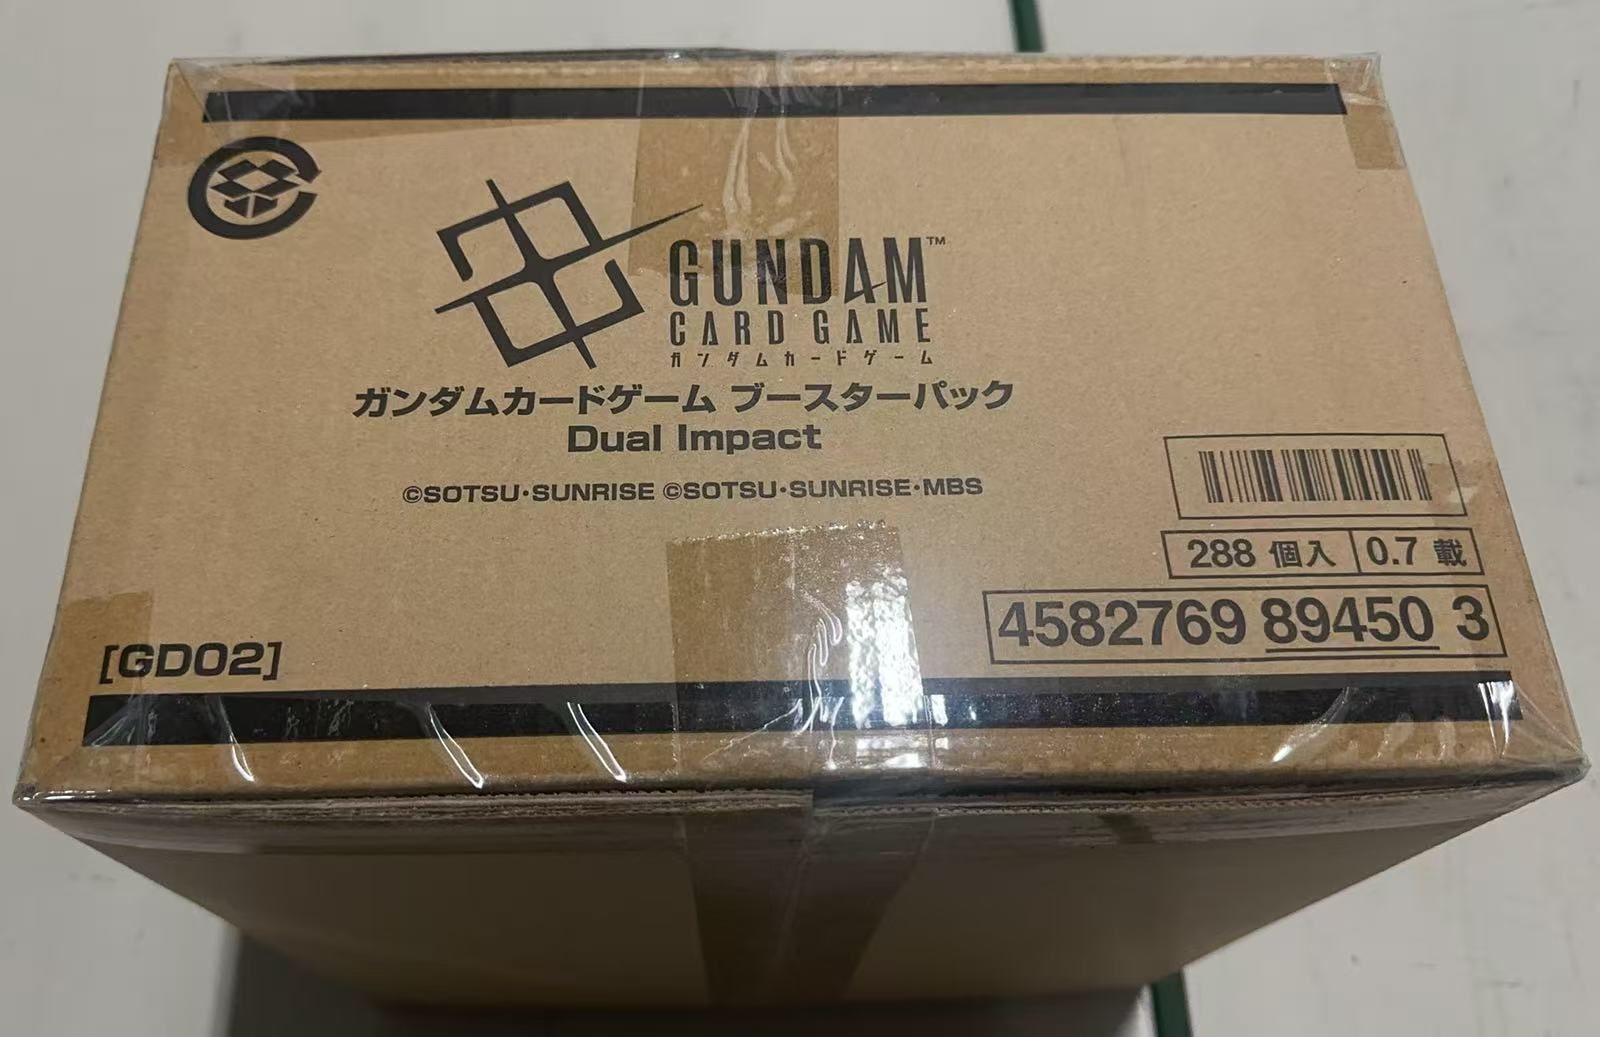 GUNDAM™
CARD GAME
ガンダムカードゲーム
ガンダムカードゲーム ブースターパック
Dual Impact
©SOTSU・SUNRISE ©SOTSU・SUNRISE・MBS
288 個入 0.7 載
4582769 89450 3
[GD02]